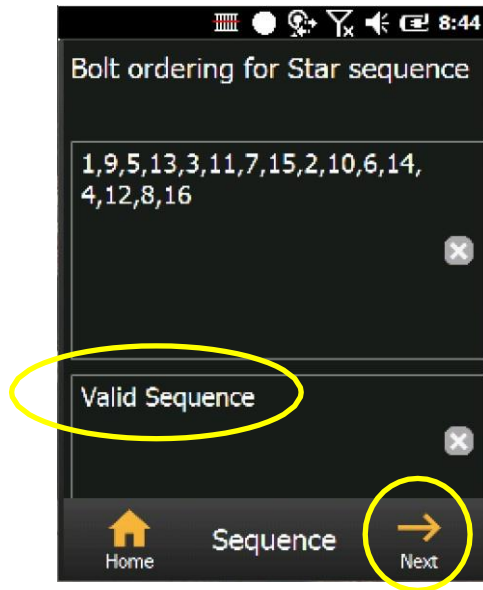 8:44
Bolt ordering for Star sequence
1,9,5,13,3,11,7,15,2,10,6,14,
4,12,8,16
Valid Sequence
Home
Sequence
Next